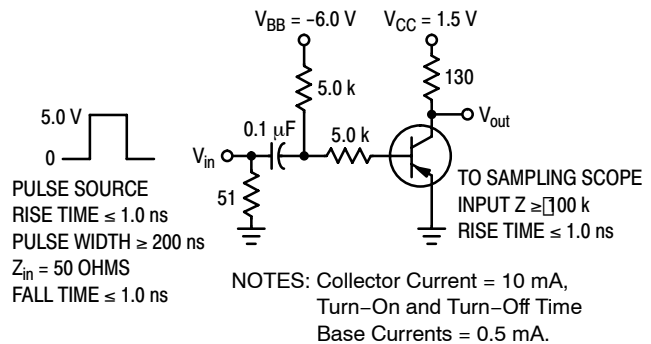 V_BB = −6.0 V
V_CC = 1.5 V
5.0 k
130
5.0 V
0
0.1 μF
5.0 k
V_out
V_in
51
PULSE SOURCE
RISE TIME ≤ 1.0 ns
PULSE WIDTH ≥ 200 ns
Z_in = 50 OHMS
FALL TIME ≤ 1.0 ns
TO SAMPLING SCOPE
INPUT Z ≥ 100 k
RISE TIME ≤ 1.0 ns
NOTES: Collector Current = 10 mA,
Turn−On and Turn−Off Time
Base Currents = 0.5 mA.